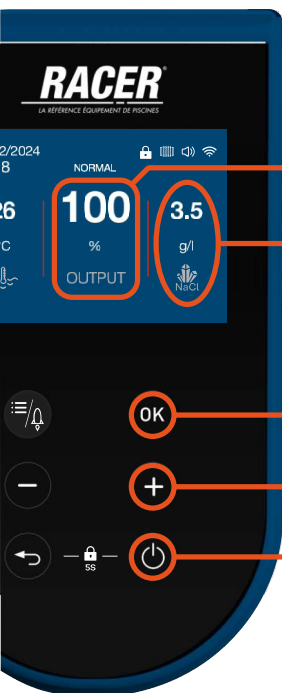 RACER
LA RÉFÉRENCE ÉQUIPEMENT DE PISCINES
2/2024
8
NORMAL
26
100
3.5
°C
%
g/l
OUTPUT
NaCl
OK
5S